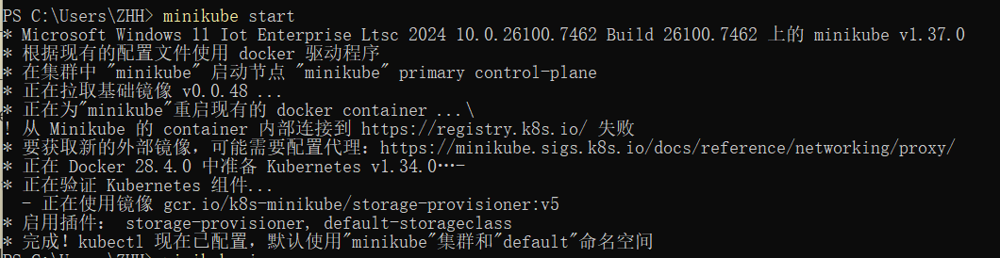 PS C:\Users\ZHH> minikube start
* Microsoft Windows 11 Iot Enterprise Ltsc 2024 10.0.26100.7462 Build 26100.7462 上的 minikube v1.37.0
* 根据现有的配置文件使用 docker 驱动程序
* 在集群中 "minikube" 启动节点 "minikube" primary control-plane
* 正在拉取基础镜像 v0.0.48 ...
* 正在为"minikube"重启现有的 docker container ...\
! 从 Minikube 的 container 内部连接到 https://registry.k8s.io/ 失败
* 要获取新的外部镜像，可能需要配置代理：https://minikube.sigs.k8s.io/docs/reference/networking/proxy/
* 正在 Docker 28.4.0 中准备 Kubernetes v1.34.0…-
* 正在验证 Kubernetes 组件...
  - 正在使用镜像 gcr.io/k8s-minikube/storage-provisioner:v5
* 启用插件： storage-provisioner, default-storageclass
* 完成！kubectl 现在已配置，默认使用"minikube"集群和"default"命名空间
PS C:\Users\ZHH>